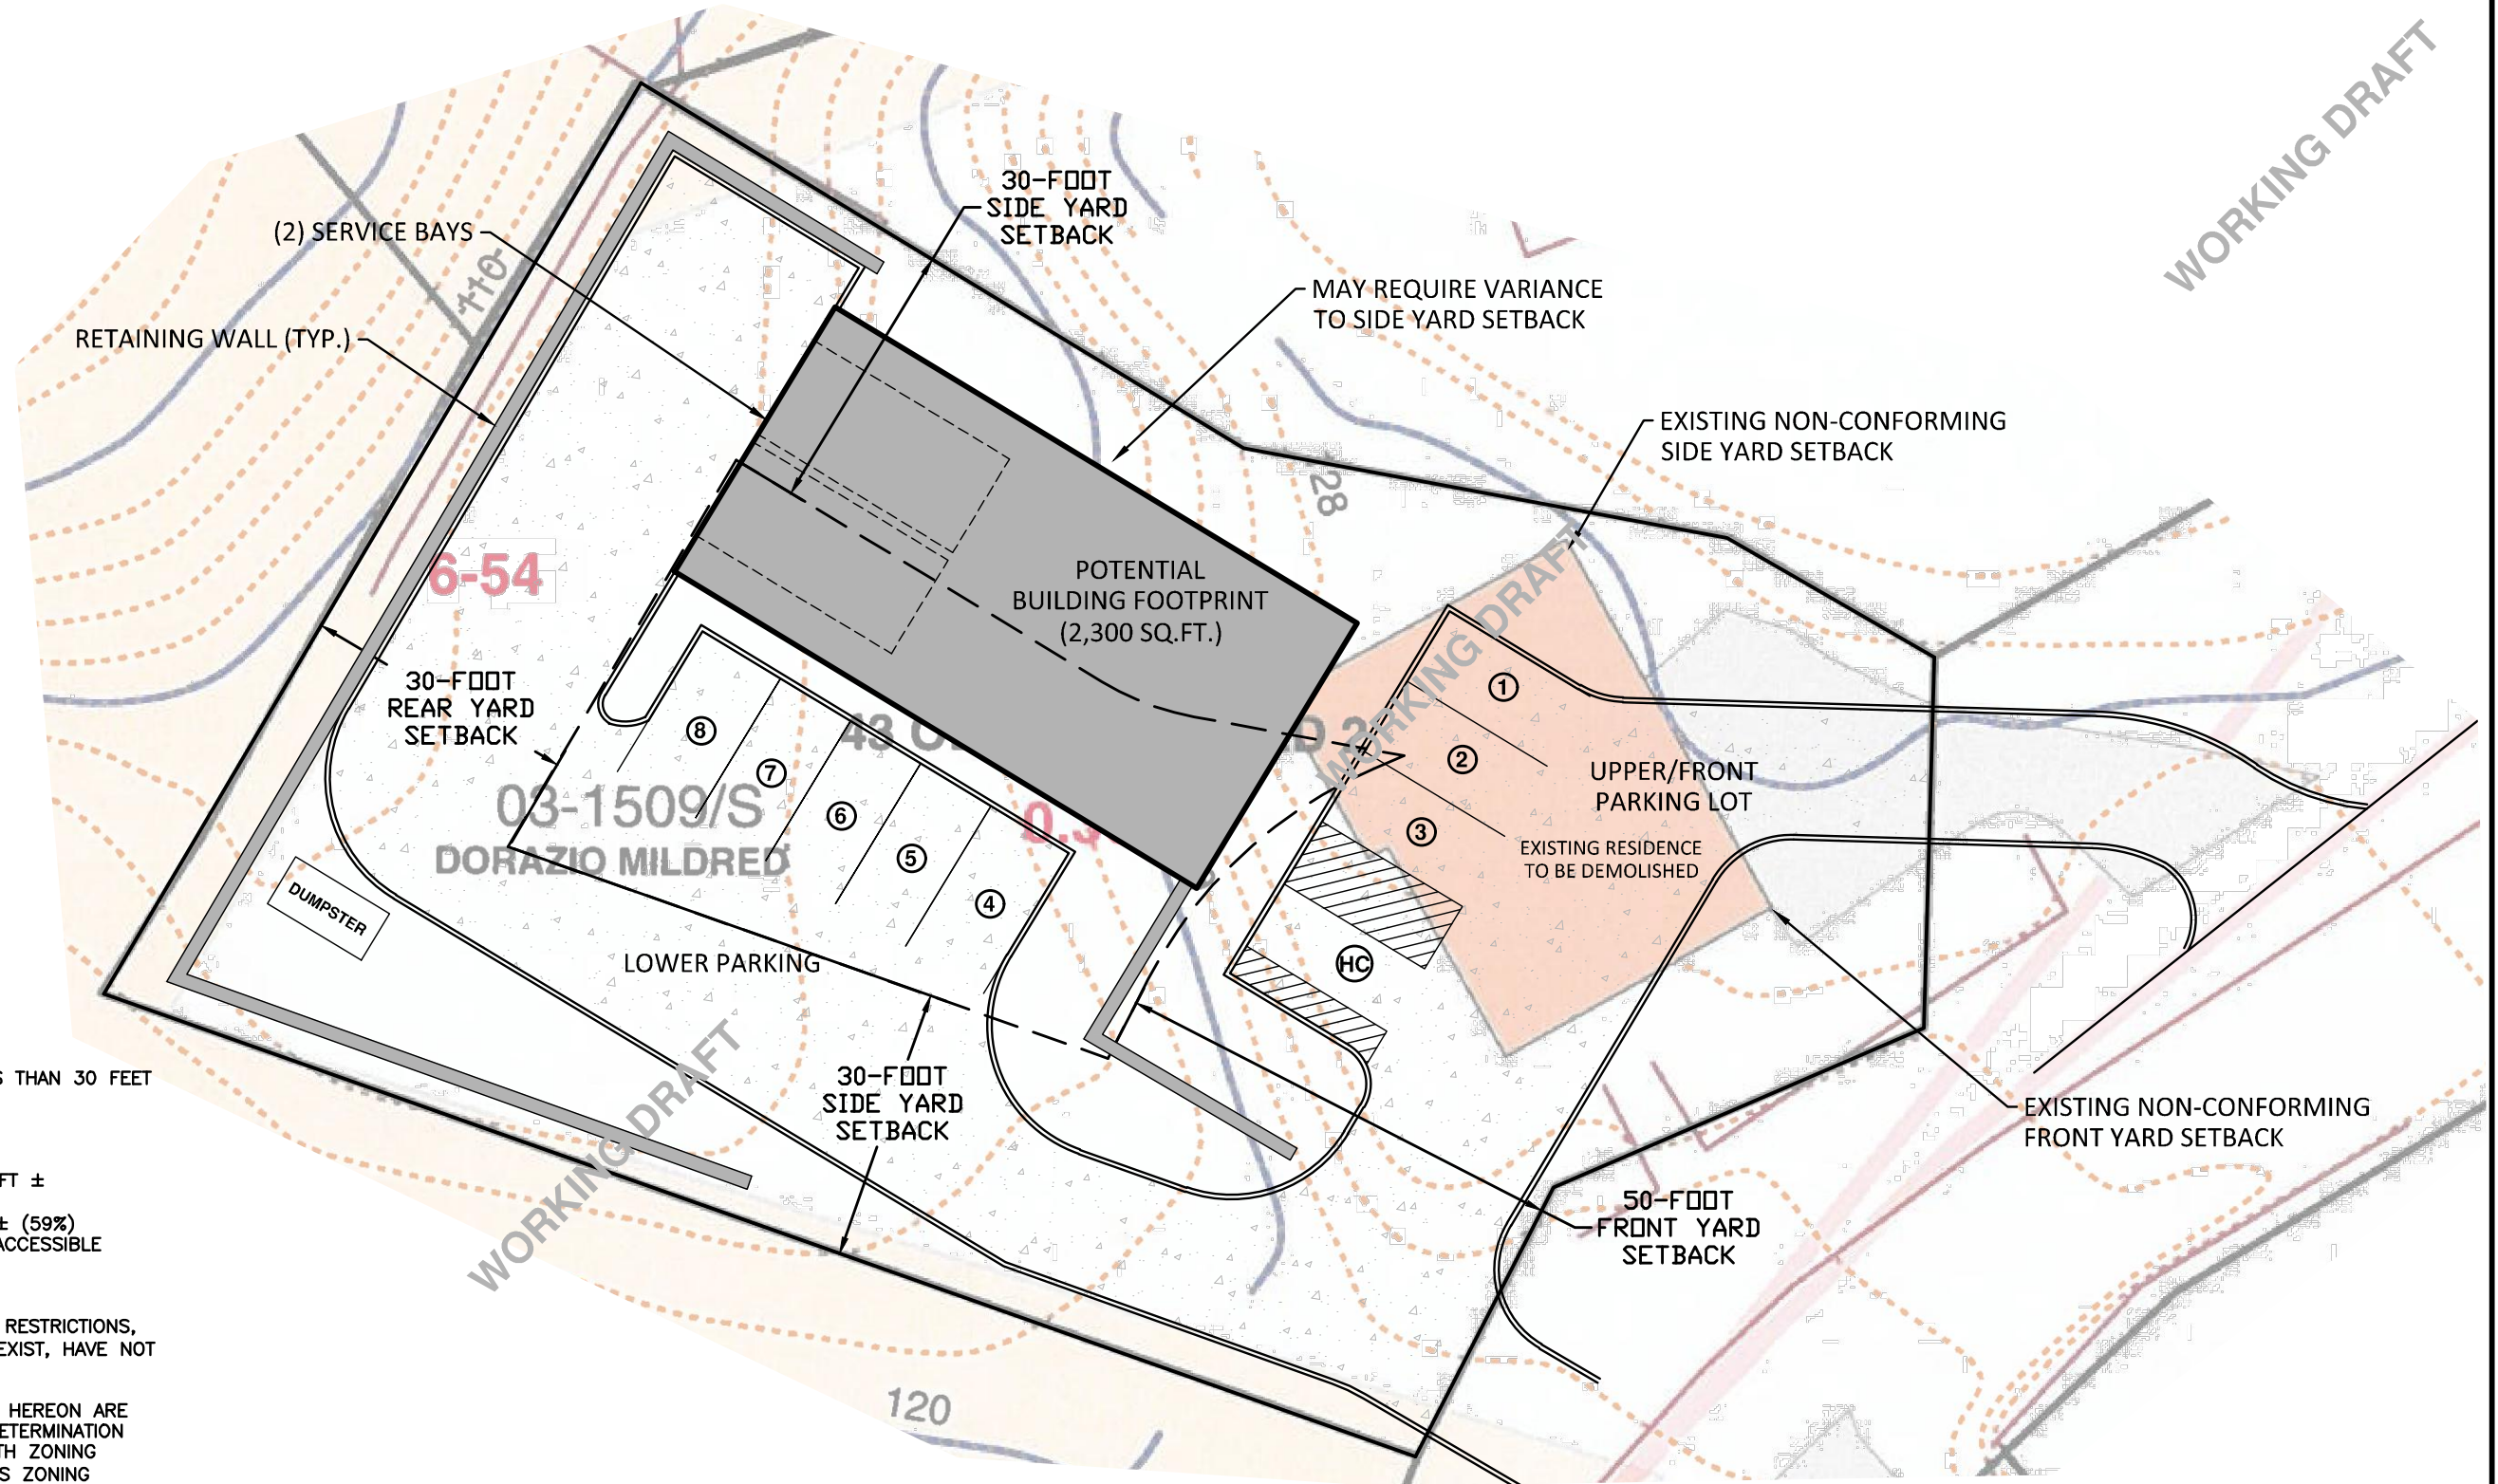 WORKING DRAFT
30-FOOT
SIDE YARD
SETBACK
(2) SERVICE BAYS
110
MAY REQUIRE VARIANCE
TO SIDE YARD SETBACK
RETAINING WALL (TYP.)
EXISTING NON-CONFORMING
SIDE YARD SETBACK
28
6-54
POTENTIAL
BUILDING FOOTPRINT
(2,300 SQ.FT.)
WORKING DRAFT
30-FOOT
REAR YARD
SETBACK
1
2
3
8
7
6
5
4
43
UPPER/FRONT
PARKING LOT
EXISTING RESIDENCE
TO BE DEMOLISHED
03-1509/S
DORAZIO MILDRED
DUMPSTER
LOWER PARKING
HC
WORKING DRAFT
S THAN 30 FEET
30-FOOT
SIDE YARD
SETBACK
EXISTING NON-CONFORMING
FRONT YARD SETBACK
FT ±
50-FOOT
FRONT YARD
SETBACK
± (59%)
ACCESSIBLE
RESTRICTIONS,
EXIST, HAVE NOT
120
HEREON ARE
ETERMINATION
TH ZONING
S ZONING